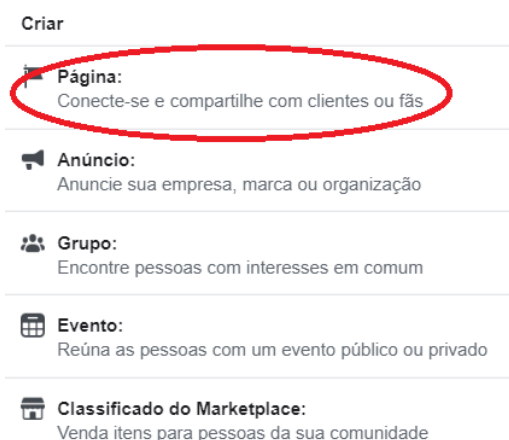 Criar
Página:
Conecte-se e compartilhe com clientes ou fãs
Anúncio:
Anuncie sua empresa, marca ou organização
Grupo:
Encontre pessoas com interesses em comum
Evento:
Reúna as pessoas com um evento público ou privado
Classificado do Marketplace:
Venda itens para pessoas da sua comunidade